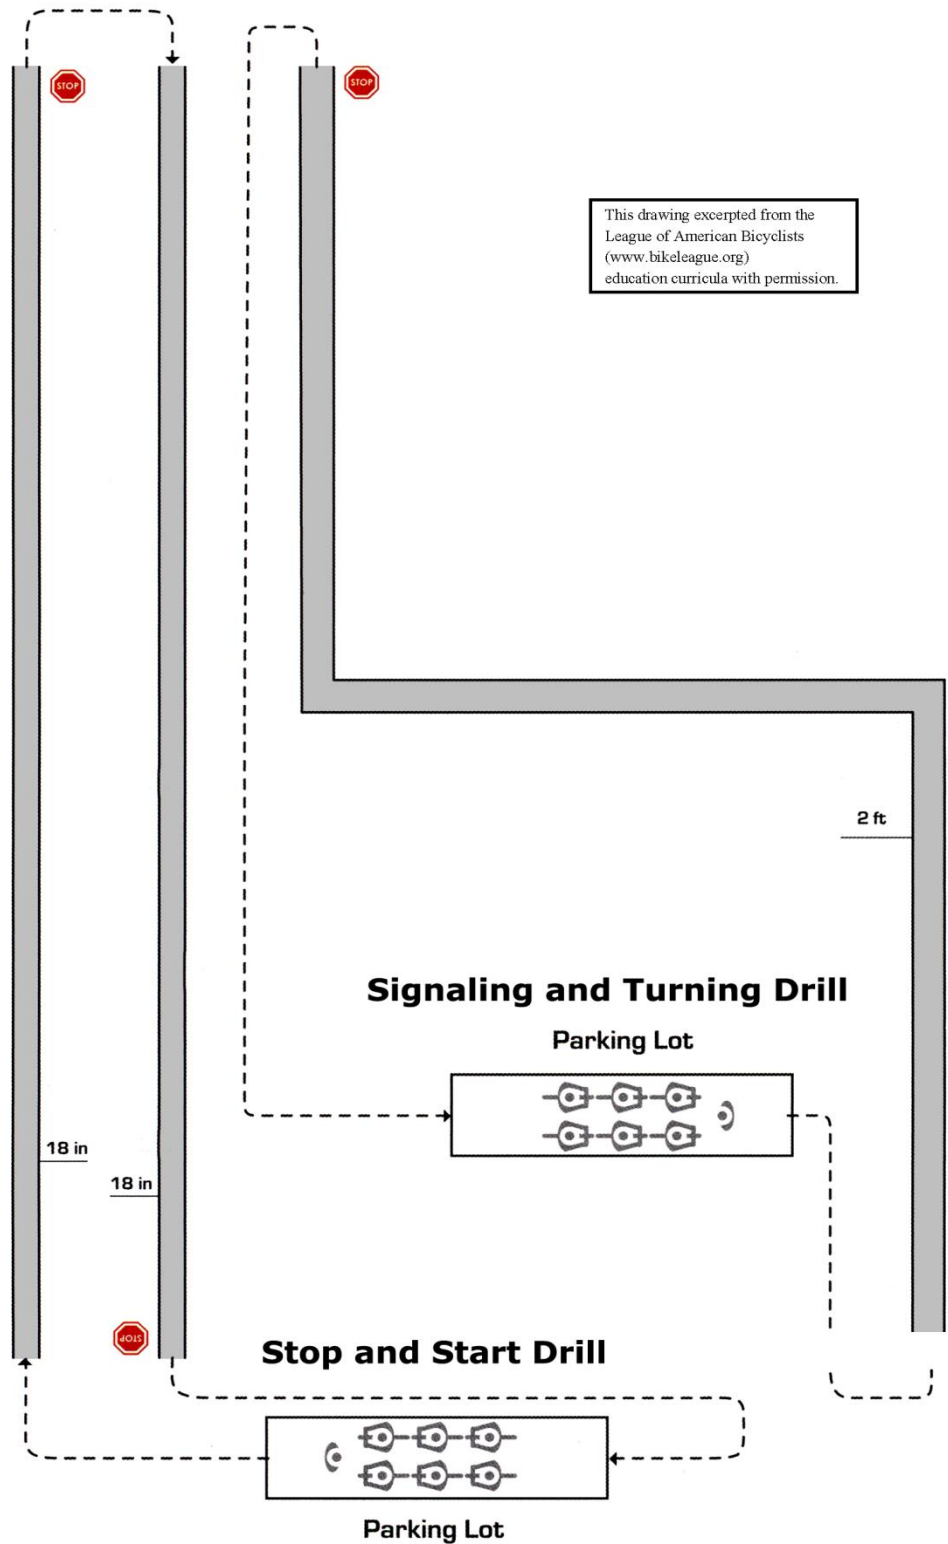 STOP
STOP
This drawing excerpted from the
League of American Bicyclists
(www.bikeleague.org)
education curricula with permission.
2 ft
Signaling and Turning Drill
Parking Lot
18 in
18 in
STOP
Stop and Start Drill
Parking Lot